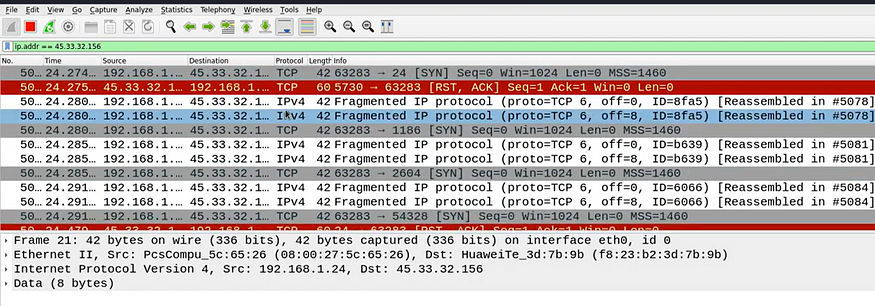 File Edit View Go Capture Analyze Statistics Telephony Wireless Tools Help
ip.addr == 45.33.32.156
No. Time Source Destination Protocol Length Info
50… 24.274… 192.168.1.… 45.33.32.1… TCP 42 63283 → 24 [SYN] Seq=0 Win=1024 Len=0 MSS=1460
50… 24.275… 45.33.32.1… 192.168.1.… TCP 60 5730 → 63283 [RST, ACK] Seq=1 Ack=1 Win=0 Len=0
50… 24.280… 192.168.1.… 45.33.32.1… IPv4 42 Fragmented IP protocol (proto=TCP 6, off=0, ID=8fa5) [Reassembled in #5078]
50… 24.280… 192.168.1.… 45.33.32.1… IPv4 42 Fragmented IP protocol (proto=TCP 6, off=8, ID=8fa5) [Reassembled in #5078]
50… 24.280… 192.168.1.… 45.33.32.1… TCP 42 63283 → 1186 [SYN] Seq=0 Win=1024 Len=0 MSS=1460
50… 24.285… 192.168.1.… 45.33.32.1… IPv4 42 Fragmented IP protocol (proto=TCP 6, off=0, ID=b639) [Reassembled in #5081]
50… 24.285… 192.168.1.… 45.33.32.1… IPv4 42 Fragmented IP protocol (proto=TCP 6, off=8, ID=b639) [Reassembled in #5081]
50… 24.285… 192.168.1.… 45.33.32.1… TCP 42 63283 → 2604 [SYN] Seq=0 Win=1024 Len=0 MSS=1460
50… 24.291… 192.168.1.… 45.33.32.1… IPv4 42 Fragmented IP protocol (proto=TCP 6, off=0, ID=6066) [Reassembled in #5084]
50… 24.291… 192.168.1.… 45.33.32.1… IPv4 42 Fragmented IP protocol (proto=TCP 6, off=8, ID=6066) [Reassembled in #5084]
50… 24.291… 192.168.1.… 45.33.32.1… TCP 42 63283 → 54328 [SYN] Seq=0 Win=1024 Len=0 MSS=1460
Frame 21: 42 bytes on wire (336 bits), 42 bytes captured (336 bits) on interface eth0, id 0
Ethernet II, Src: PcsCompu_5c:65:26 (08:00:27:5c:65:26), Dst: HuaweiTe_3d:7b:9b (f8:23:b2:3d:7b:9b)
Internet Protocol Version 4, Src: 192.168.1.24, Dst: 45.33.32.156
Data (8 bytes)